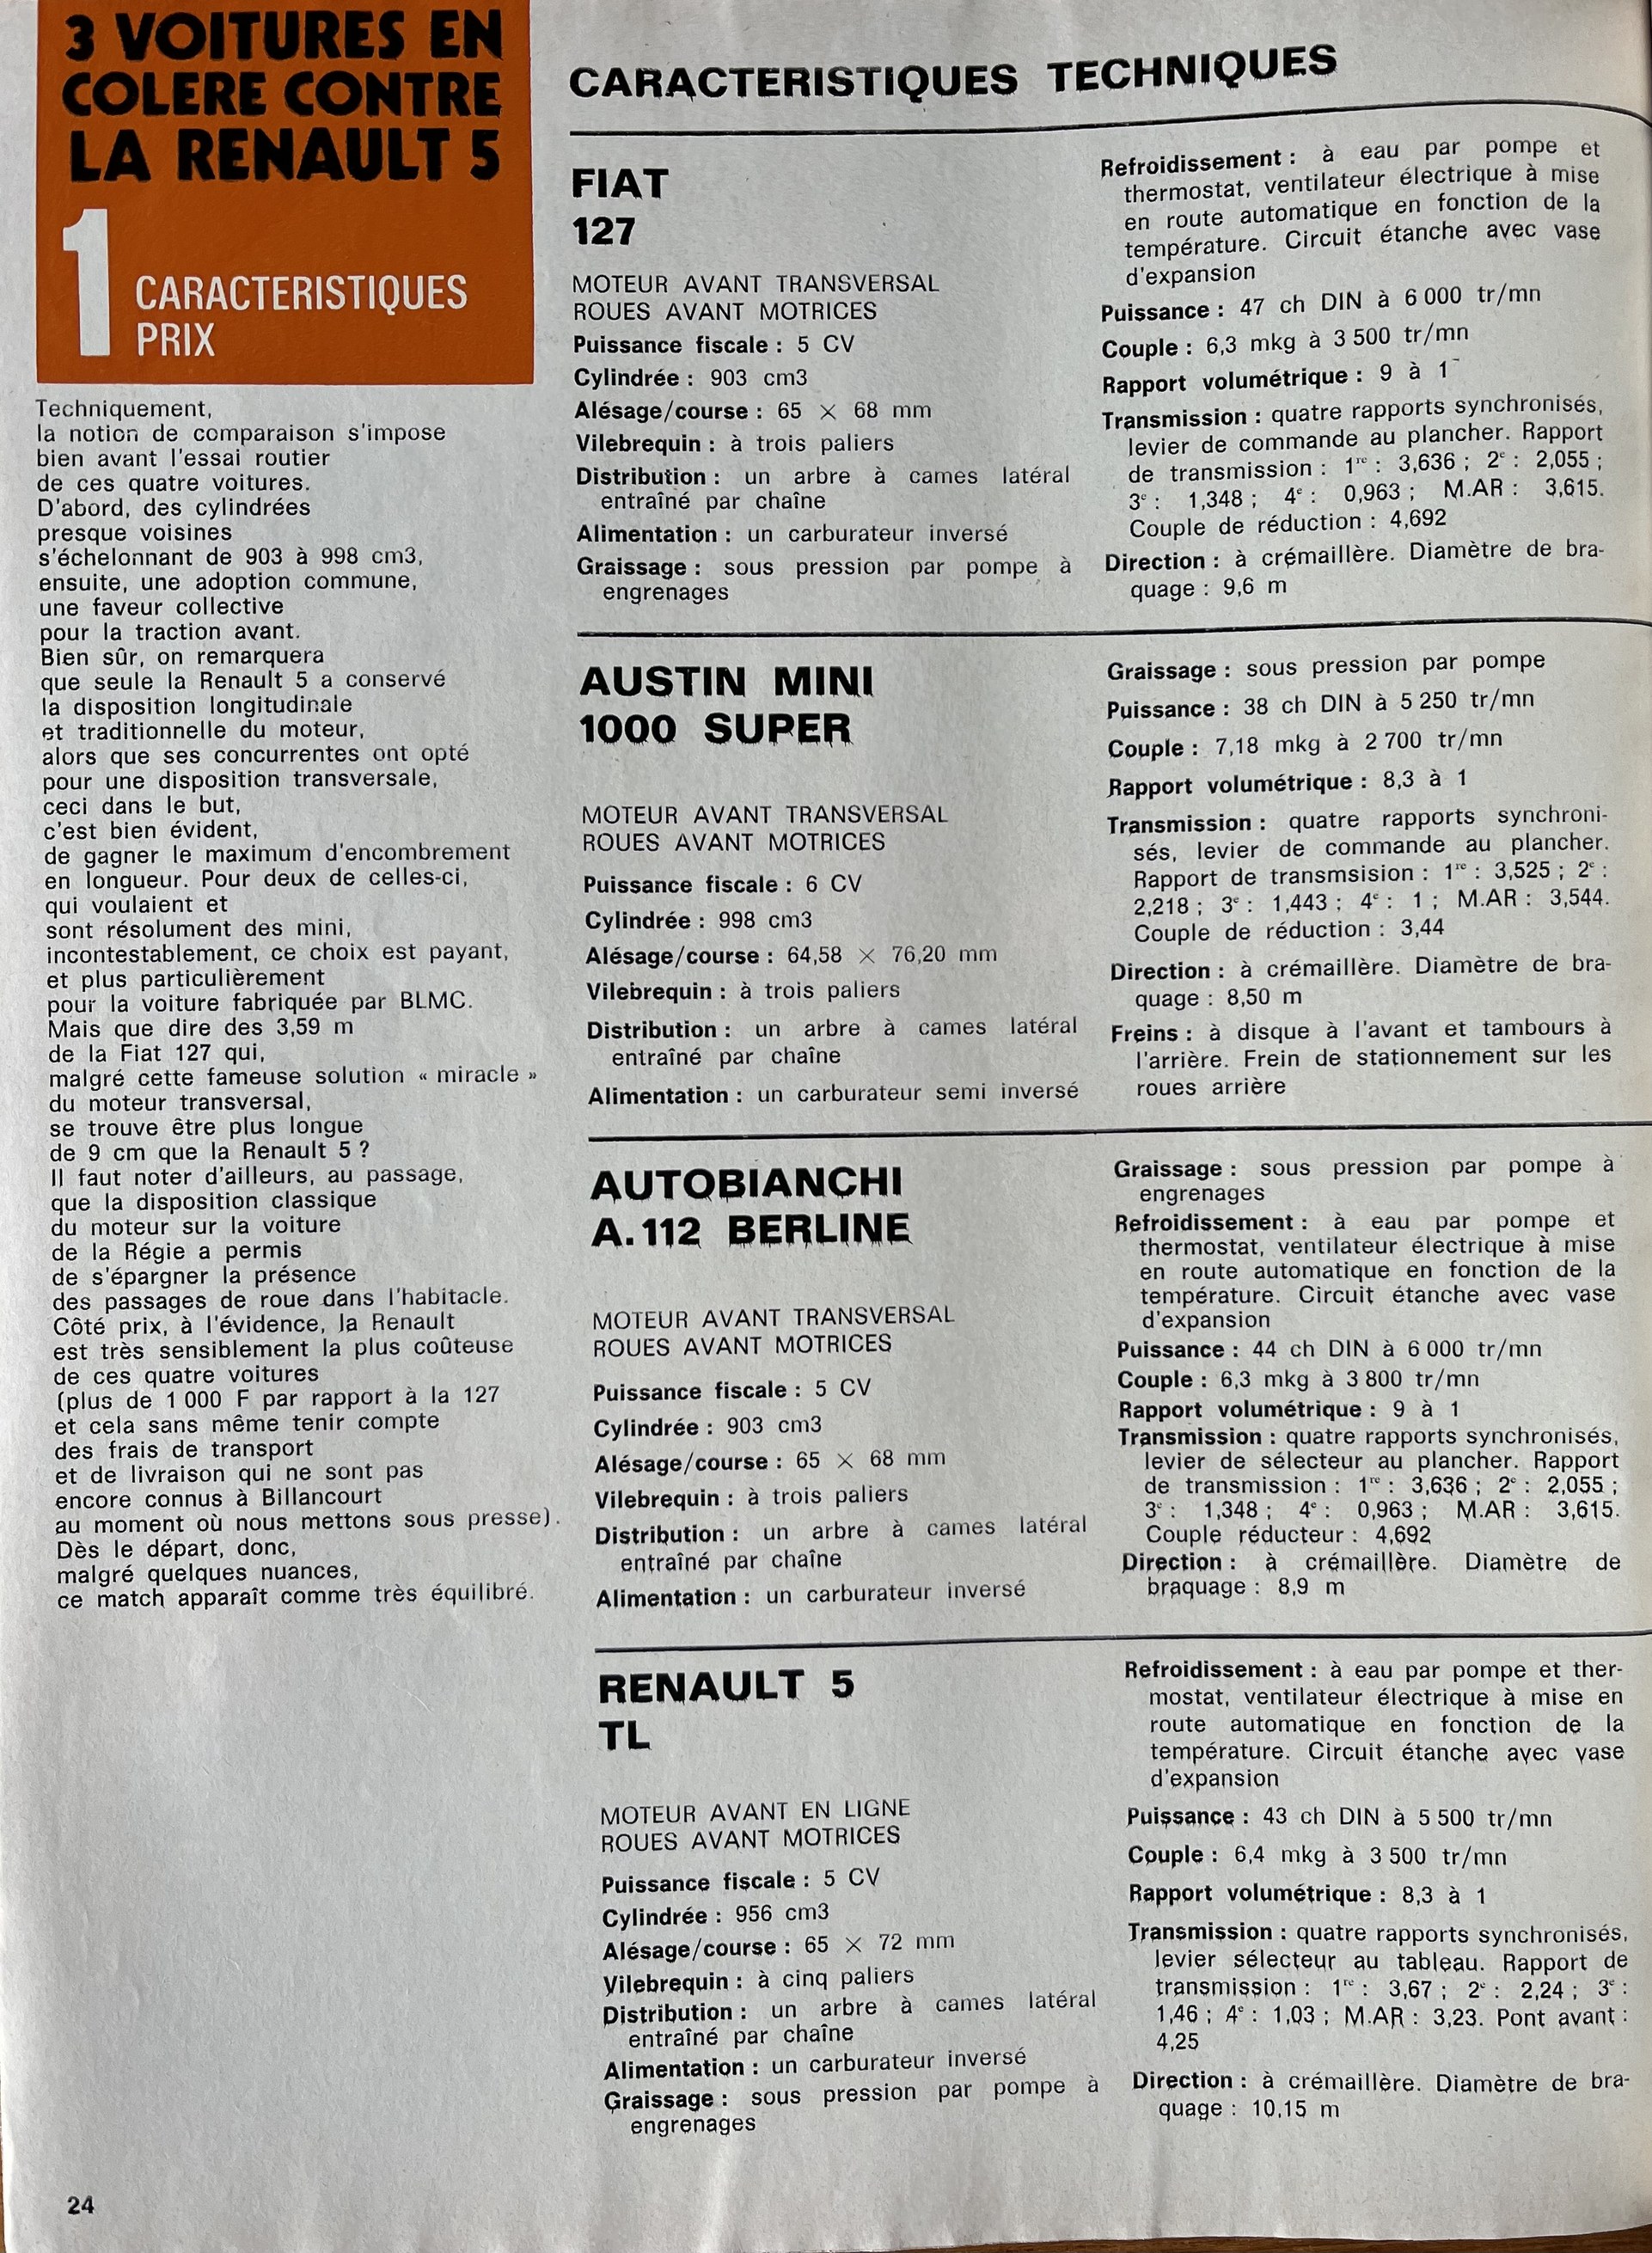 3 VOITURES EN
COLERE CONTRE
LA RENAULT 5
1 CARACTERISTIQUES
PRIX
Techniquement,
la notion de comparaison s'impose
bien avant l'essai routier
de ces quatre voitures.
D'abord, des cylindrées
presque voisines
s'échelonnant de 903 à 998 cm3,
ensuite, une adoption commune,
une faveur collective
pour la traction avant.
Bien sûr, on remarquera
que seule la Renault 5 a conservé
la disposition longitudinale
et traditionnelle du moteur,
alors que ses concurrentes ont opté
pour une disposition transversale,
ceci dans le but,
c'est bien évident,
de gagner le maximum d'encombrement
en longueur. Pour deux de celles-ci,
qui voulaient et
sont résolument des mini,
incontestablement, ce choix est payant,
et plus particulièrement
pour la voiture fabriquée par BLMC.
Mais que dire des 3,59 m
de la Fiat 127 qui,
malgré cette fameuse solution « miracle »
du moteur transversal,
se trouve être plus longue
de 9 cm que la Renault 5 ?
Il faut noter d'ailleurs, au passage,
que la disposition classique
du moteur sur la voiture
de la Régie a permis
de s'épargner la présence
des passages de roue dans l'habitacle.
Côté prix, à l'évidence, la Renault
est très sensiblement la plus coûteuse
de ces quatre voitures
(plus de 1 000 F par rapport à la 127
et cela sans même tenir compte
des frais de transport
et de livraison qui ne sont pas
encore connus à Billancourt
au moment où nous mettons sous presse).
Dès le départ, donc,
malgré quelques nuances,
ce match apparaît comme très équilibré.
CARACTERISTIQUES TECHNIQUES
FIAT
127
MOTEUR AVANT TRANSVERSAL
ROUES AVANT MOTRICES
Puissance fiscale : 5 CV
Cylindrée : 903 cm3
Alésage/course : 65 × 68 mm
Vilebrequin : à trois paliers
Distribution : un arbre à cames latéral
entraîné par chaîne
Alimentation : un carburateur inversé
Graissage : sous pression par pompe à
engrenages
Refroidissement : à eau par pompe et
thermostat, ventilateur électrique à mise
en route automatique en fonction de la
température. Circuit étanche avec vase
d'expansion
Puissance : 47 ch DIN à 6 000 tr/mn
Couple : 6,3 mkg à 3 500 tr/mn
Rapport volumétrique : 9 à 1
Transmission : quatre rapports synchronisés,
levier de commande au plancher. Rapport
de transmission : 1re : 3,636 ; 2e : 2,055 ;
3e : 1,348 ; 4e : 0,963 ; M.AR : 3,615.
Couple de réduction : 4,692
Direction : à crémaillère. Diamètre de bra-
quage : 9,6 m
AUSTIN MINI
1000 SUPER
MOTEUR AVANT TRANSVERSAL
ROUES AVANT MOTRICES
Puissance fiscale : 6 CV
Cylindrée : 998 cm3
Alésage/course : 64,58 × 76,20 mm
Vilebrequin : à trois paliers
Distribution : un arbre à cames latéral
entraîné par chaîne
Alimentation : un carburateur semi inversé
Graissage : sous pression par pompe
Puissance : 38 ch DIN à 5 250 tr/mn
Couple : 7,18 mkg à 2 700 tr/mn
Rapport volumétrique : 8,3 à 1
Transmission : quatre rapports synchroni-
sés, levier de commande au plancher.
Rapport de transmsision : 1re : 3,525 ; 2e :
2,218 ; 3e : 1,443 ; 4e : 1 ; M.AR : 3,544.
Couple de réduction : 3,44
Direction : à crémaillère. Diamètre de bra-
quage : 8,50 m
Freins : à disque à l'avant et tambours à
l'arrière. Frein de stationnement sur les
roues arrière
AUTOBIANCHI
A.112 BERLINE
MOTEUR AVANT TRANSVERSAL
ROUES AVANT MOTRICES
Puissance fiscale : 5 CV
Cylindrée : 903 cm3
Alésage/course : 65 × 68 mm
Vilebrequin : à trois paliers
Distribution : un arbre à cames latéral
entraîné par chaîne
Alimentation : un carburateur inversé
Graissage : sous pression par pompe à
engrenages
Refroidissement : à eau par pompe et
thermostat, ventilateur électrique à mise
en route automatique en fonction de la
température. Circuit étanche avec vase
d'expansion
Puissance : 44 ch DIN à 6 000 tr/mn
Couple : 6,3 mkg à 3 800 tr/mn
Rapport volumétrique : 9 à 1
Transmission : quatre rapports synchronisés,
levier de sélecteur au plancher. Rapport
de transmission : 1re : 3,636 ; 2e : 2,055 ;
3e : 1,348 ; 4e : 0,963 ; M.AR : 3,615.
Couple réducteur : 4,692
Direction : à crémaillère. Diamètre de
braquage : 8,9 m
RENAULT 5
TL
MOTEUR AVANT EN LIGNE
ROUES AVANT MOTRICES
Puissance fiscale : 5 CV
Cylindrée : 956 cm3
Alésage/course : 65 × 72 mm
Vilebrequin : à cinq paliers
Distribution : un arbre à cames latéral
entraîné par chaîne
Alimentation : un carburateur inversé
Graissage : sous pression par pompe à
engrenages
Refroidissement : à eau par pompe et ther-
mostat, ventilateur électrique à mise en
route automatique en fonction de la
température. Circuit étanche avec vase
d'expansion
Puissance : 43 ch DIN à 5 500 tr/mn
Couple : 6,4 mkg à 3 500 tr/mn
Rapport volumétrique : 8,3 à 1
Transmission : quatre rapports synchronisés,
levier sélecteur au tableau. Rapport de
transmission : 1re : 3,67 ; 2e : 2,24 ; 3e :
1,46 ; 4e : 1,03 ; M.AR : 3,23. Pont avant :
4,25
Direction : à crémaillère. Diamètre de bra-
quage : 10,15 m
24